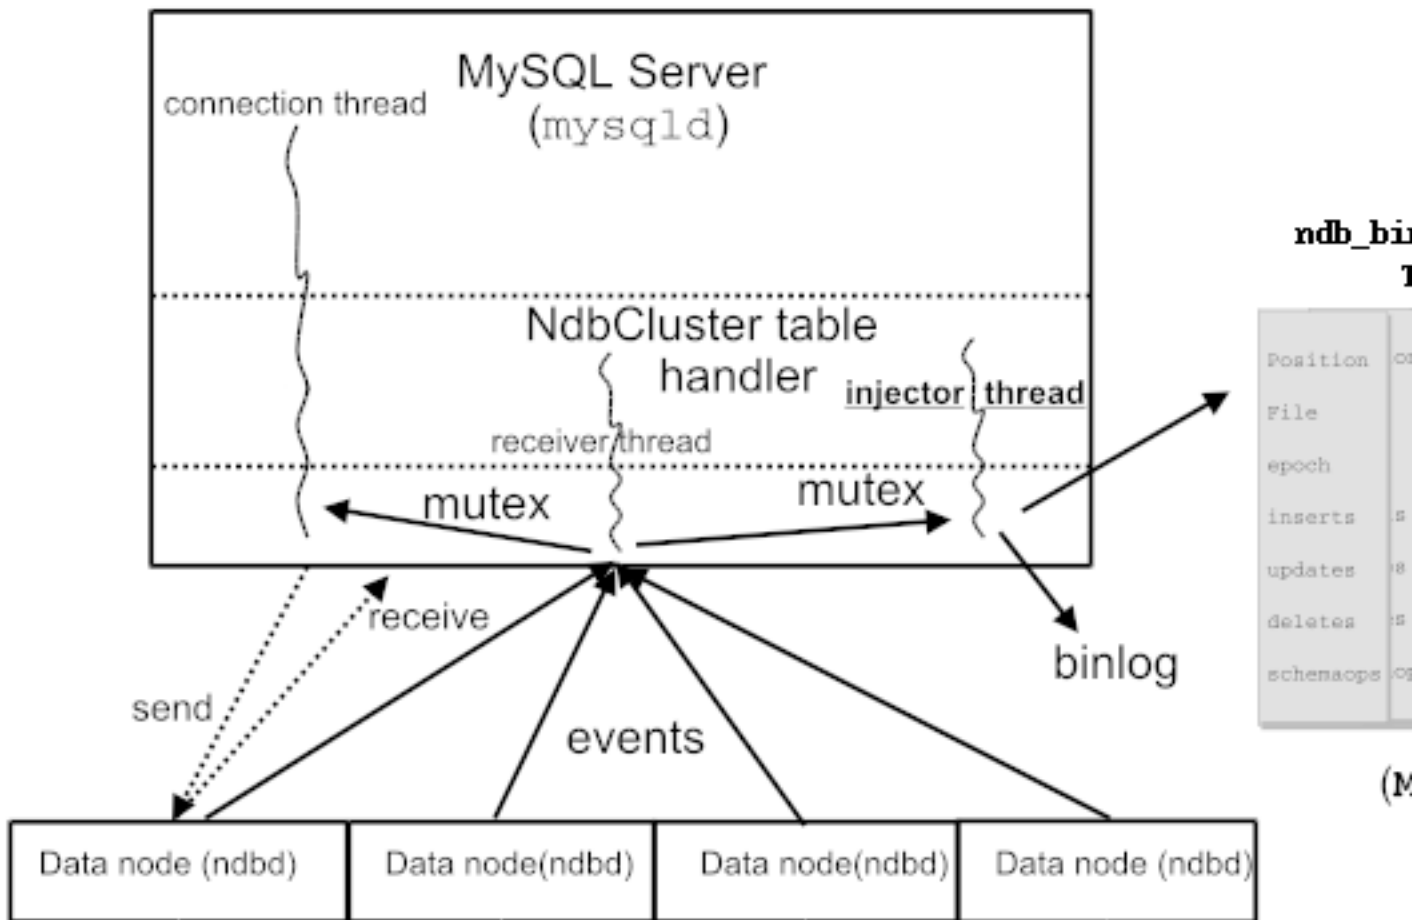 MySQL Server
(mysqld)
connection thread
NdbCluster table
handler
injector thread
receiver thread
mutex
mutex
receive
send
events
binlog
Data node (ndbd)
Data node(ndbd)
Data node(ndbd)
Data node (ndbd)
Position
File
epoch
inserts
updates
deletes
schemaops